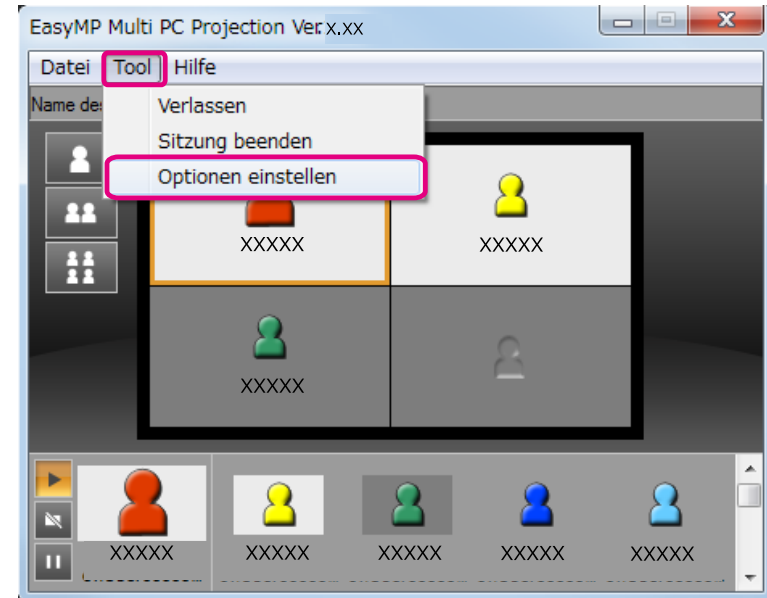 EasyMP Multi PC Projection Ver. x.xx
Datei Tool Hilfe
Name des
Verlassen
Sitzung beenden
Optionen einstellen
XXXXX XXXXX
XXXXX
XXXXX XXXXX XXXXX XXXXX XXXXX